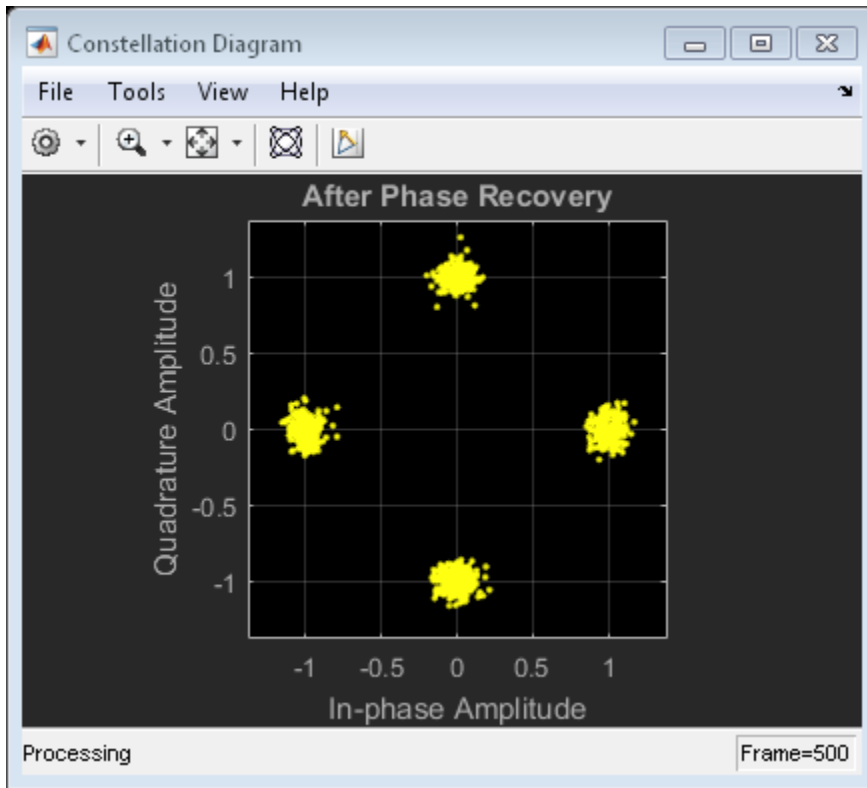 Constellation Diagram
File Tools View Help
After Phase Recovery
Quadrature Amplitude
1
0.5
0
-0.5
-1
-1 -0.5 0 0.5 1
In-phase Amplitude
Processing Frame=500